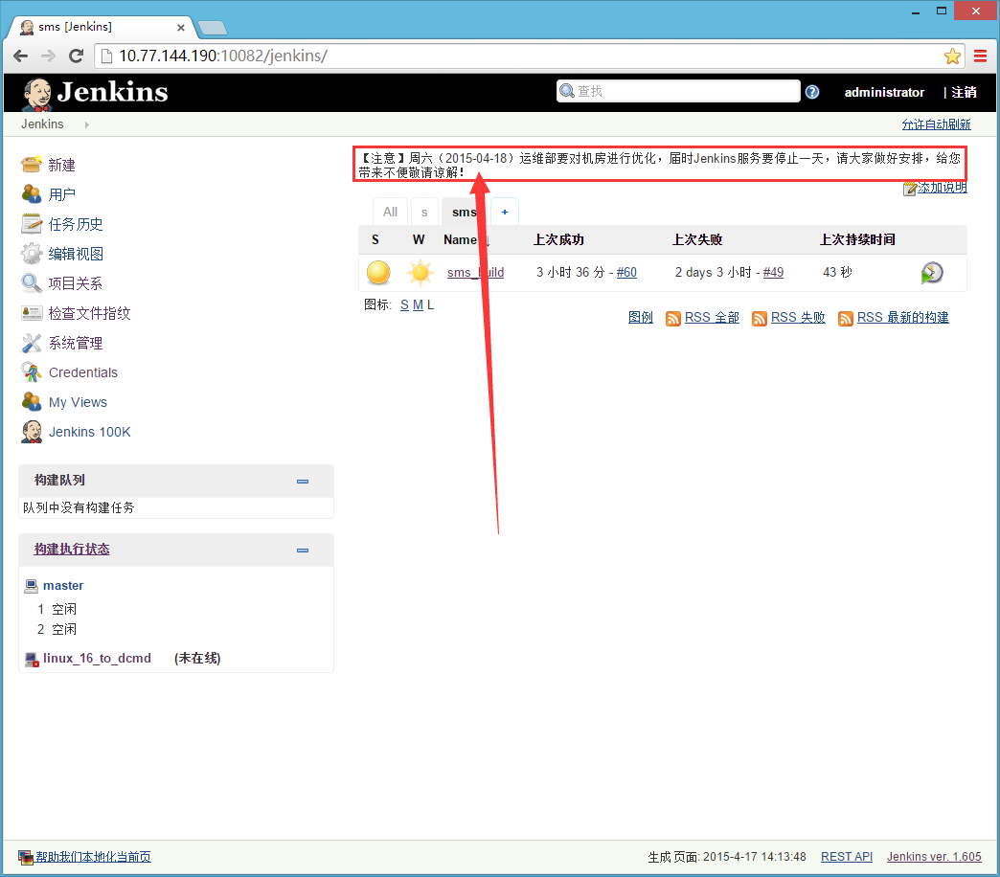 sms [Jenkins]
10.77.144.190:10082/jenkins/
Jenkins
查找
administrator | 注销
Jenkins
允许自动刷新
新建
用户
任务历史
编辑视图
项目关系
检查文件指纹
系统管理
Credentials
My Views
Jenkins 100K
构建队列
队列中没有构建任务
构建执行状态
master
1 空闲
2 空闲
linux_16_to_dcmd (未在线)
【注意】周六（2015-04-18）运维部要对机房进行优化，届时Jenkins服务要停止一天，请大家做好安排，给您
带来不便敬请谅解！
添加说明
All s sms +
S W Name ↓ 上次成功 上次失败 上次持续时间
sms_build 3 小时 36 分 - #60 2 days 3 小时 - #49 43 秒
图标: S M L
图例 RSS 全部 RSS 失败 RSS 最新的构建
帮助我们本地化当前页
生成页面: 2015-4-17 14:13:48 REST API Jenkins ver. 1.605